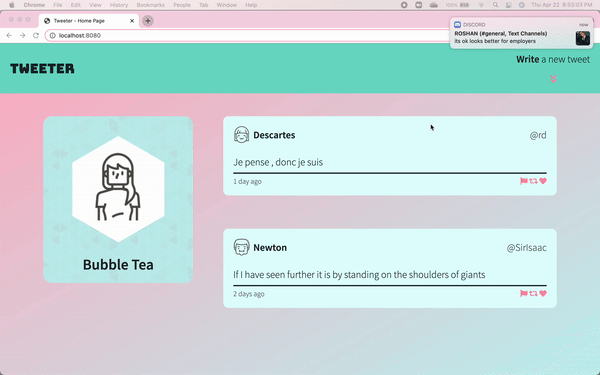 Chrome File Edit View History Bookmarks People Tab Window Help
100% Thu Apr 22 8:53:03 PM
Tweeter - Home Page
localhost:8080
DISCORD now
ROSHAN (#general, Text Channels)
its ok looks better for employers
TWEETER
Write a new tweet
Bubble Tea
Descartes @rd
Je pense , donc je suis
1 day ago
Newton @SirIsaac
If I have seen further it is by standing on the shoulders of giants
2 days ago